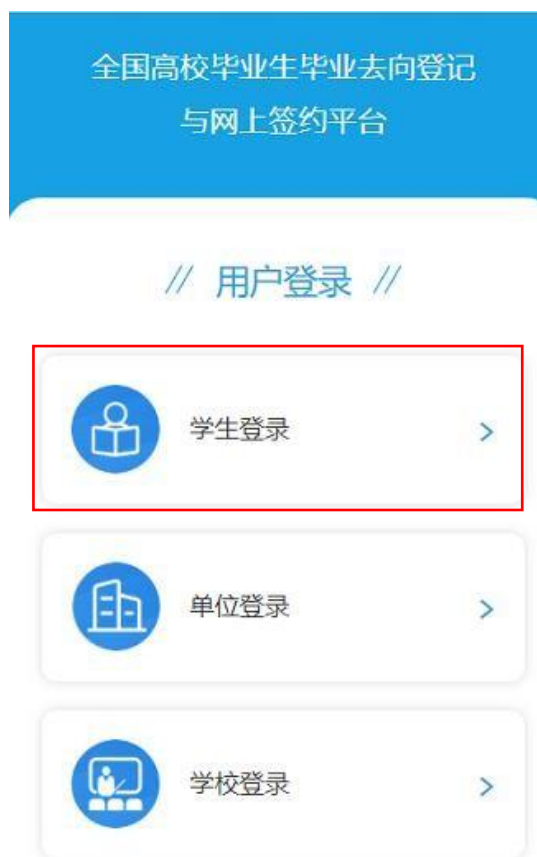 全国高校毕业生毕业去向登记
与网上签约平台
// 用户登录 //
学生登录
单位登录
学校登录